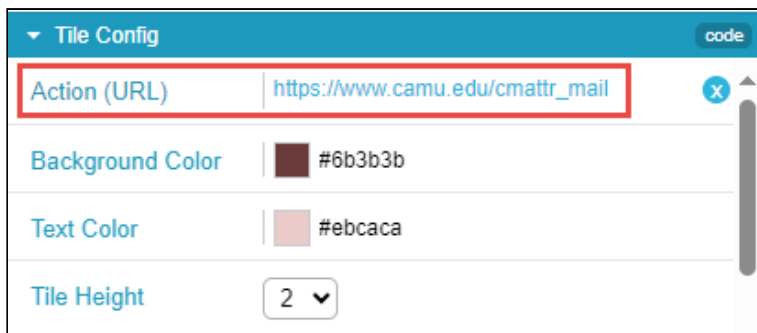 Tile Config code
Action (URL) https://www.camu.edu/cmattr_mail x
Background Color #6b3b3b
Text Color #ebcaca
Tile Height 2